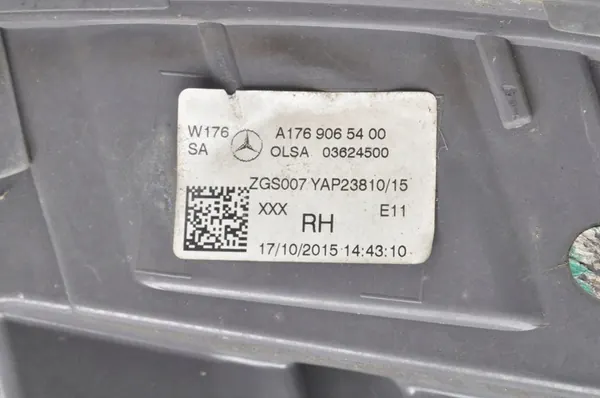 W176 A176 906 54 00
SA OLSA 03624500
ZGS007 YAP23810/15
XXX E11
RH
17/10/2015 14:43:10